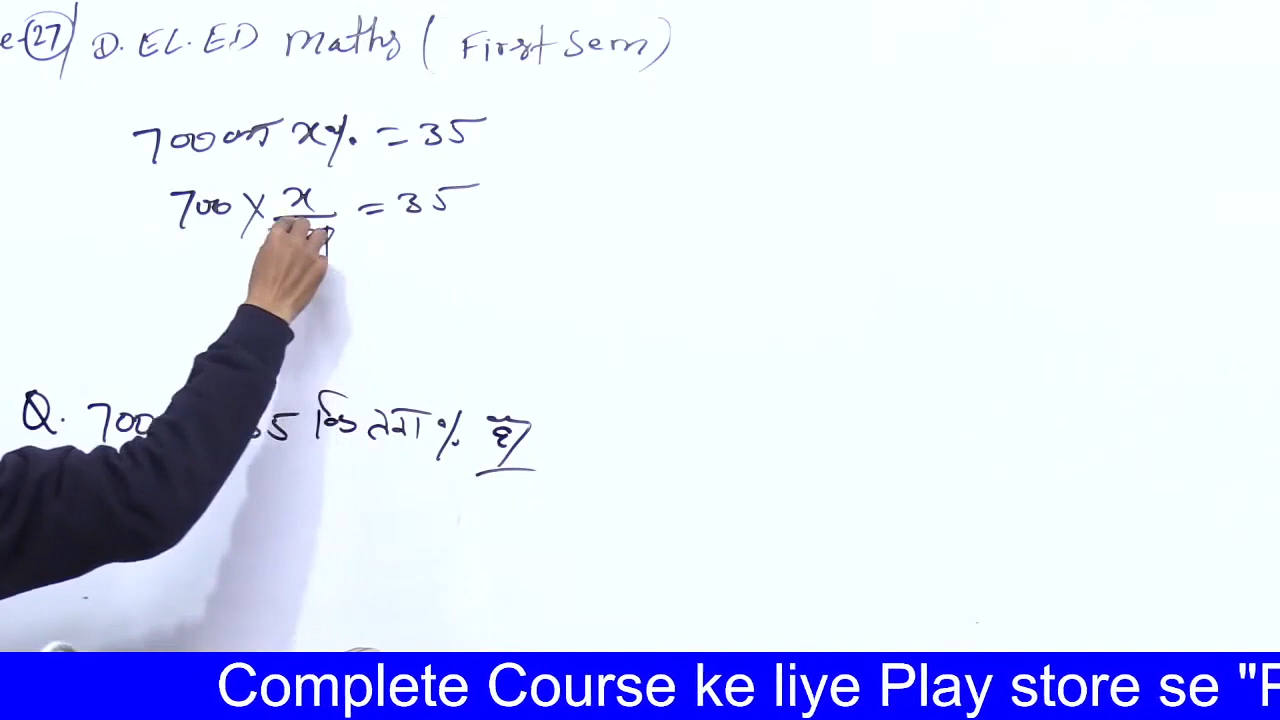 e-27 D.EL.ED Maths ( First Sem )
700 का x% = 35
700 × x = 35
Q. 700 35 कितना % है
Complete Course ke liye Play store se "